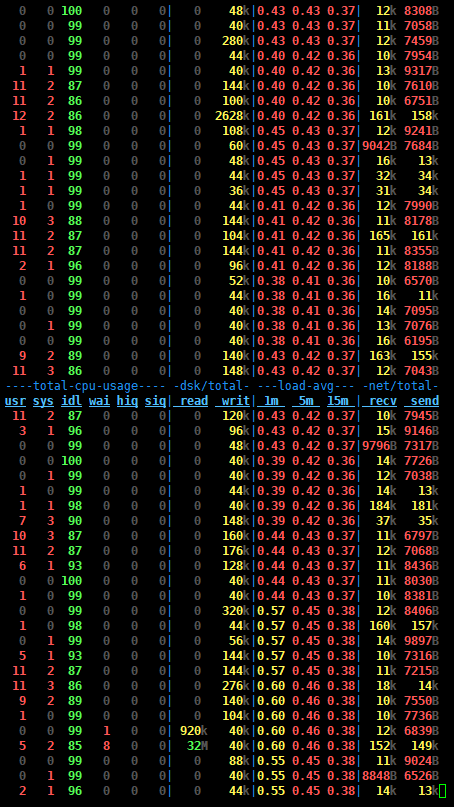 0 0 100 0 0 0| 0 48k|0.43 0.43 0.37| 12k 8308B
0 0 99 0 0 0| 0 40k|0.43 0.43 0.37| 11k 7058B
0 0 99 0 0 0| 0 280k|0.43 0.43 0.37| 12k 7459B
0 0 99 0 0 0| 0 44k|0.40 0.42 0.37| 10k 7954B
1 1 99 0 0 0| 0 40k|0.40 0.42 0.37| 13k 9317B
11 2 87 0 0 0| 0 144k|0.40 0.42 0.37| 10k 7610B
11 2 86 0 0 0| 0 100k|0.40 0.42 0.37| 10k 6751B
12 2 86 0 0 0| 0 2628k|0.40 0.42 0.37| 161k 158k
1 1 98 0 0 0| 0 108k|0.45 0.43 0.37| 12k 9241B
0 0 99 0 0 0| 0 60k|0.45 0.43 0.37|9042B 7684B
0 1 99 0 0 0| 0 48k|0.45 0.43 0.37| 16k 13k
1 1 99 0 0 0| 0 44k|0.45 0.43 0.37| 32k 34k
1 1 99 0 0 0| 0 36k|0.45 0.43 0.37| 31k 34k
1 0 99 0 0 0| 0 44k|0.41 0.42 0.36| 12k 7990B
10 3 88 0 0 0| 0 144k|0.41 0.42 0.36| 11k 8178B
11 2 87 0 0 0| 0 104k|0.41 0.42 0.36| 165k 161k
11 2 87 0 0 0| 0 144k|0.41 0.42 0.36| 11k 8355B
2 1 96 0 0 0| 0 96k|0.41 0.42 0.36| 12k 8188B
0 0 99 0 0 0| 0 52k|0.38 0.41 0.36| 10k 6570B
1 0 99 0 0 0| 0 44k|0.38 0.41 0.36| 16k 11k
0 0 99 0 0 0| 0 40k|0.38 0.41 0.36| 14k 7095B
0 1 99 0 0 0| 0 40k|0.38 0.41 0.36| 13k 7076B
0 0 99 0 0 0| 0 40k|0.38 0.41 0.36| 16k 6195B
9 2 89 0 0 0| 0 140k|0.43 0.42 0.37| 163k 155k
11 3 86 0 0 0| 0 148k|0.43 0.42 0.37| 12k 7043B
----total-cpu-usage---- -dsk/total- ---load-avg--- -net/total-
usr sys idl wai hiq siq| read writ| 1m 5m 15m | recv send
11 2 87 0 0 0| 0 120k|0.43 0.42 0.37| 10k 7945B
3 1 96 0 0 0| 0 96k|0.43 0.42 0.37| 15k 9146B
0 0 99 0 0 0| 0 48k|0.43 0.42 0.37|9796B 7317B
0 0 100 0 0 0| 0 40k|0.39 0.42 0.36| 14k 7726B
0 1 99 0 0 0| 0 40k|0.39 0.42 0.36| 12k 7038B
1 0 99 0 0 0| 0 44k|0.39 0.42 0.36| 14k 13k
1 1 98 0 0 0| 0 40k|0.39 0.42 0.36| 184k 181k
7 3 90 0 0 0| 0 148k|0.39 0.42 0.36| 37k 35k
10 3 87 0 0 0| 0 160k|0.44 0.43 0.37| 11k 6797B
11 2 87 0 0 0| 0 176k|0.44 0.43 0.37| 12k 7068B
6 1 93 0 0 0| 0 128k|0.44 0.43 0.37| 11k 8436B
0 0 100 0 0 0| 0 40k|0.44 0.43 0.37| 11k 8030B
1 0 99 0 0 0| 0 40k|0.44 0.43 0.37| 10k 8381B
0 0 99 0 0 0| 0 320k|0.57 0.45 0.38| 12k 8406B
1 0 98 0 0 0| 0 44k|0.57 0.45 0.38| 160k 157k
0 1 99 0 0 0| 0 56k|0.57 0.45 0.38| 14k 9897B
5 1 93 0 0 0| 0 144k|0.57 0.45 0.38| 10k 7316B
11 2 87 0 0 0| 0 144k|0.57 0.45 0.38| 11k 7215B
11 3 86 0 0 0| 0 276k|0.60 0.46 0.38| 18k 14k
9 2 89 0 0 0| 0 140k|0.60 0.46 0.38| 10k 7550B
1 0 99 0 0 0| 0 104k|0.60 0.46 0.38| 10k 7736B
0 0 99 1 0 0| 920k 40k|0.60 0.46 0.38| 12k 6839B
5 2 85 8 0 0| 32M 40k|0.60 0.46 0.38| 152k 149k
0 0 99 0 0 0| 0 88k|0.55 0.45 0.38| 11k 9024B
0 1 99 0 0 0| 0 40k|0.55 0.45 0.38|8848B 6526B
2 1 96 0 0 0| 0 44k|0.55 0.45 0.38| 14k 13k